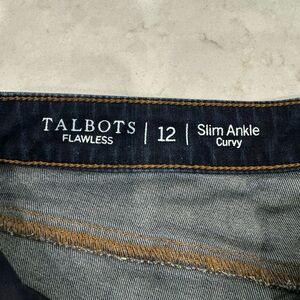 TALBOTS | 12 | Slim Ankle
FLAWLESS Curvy